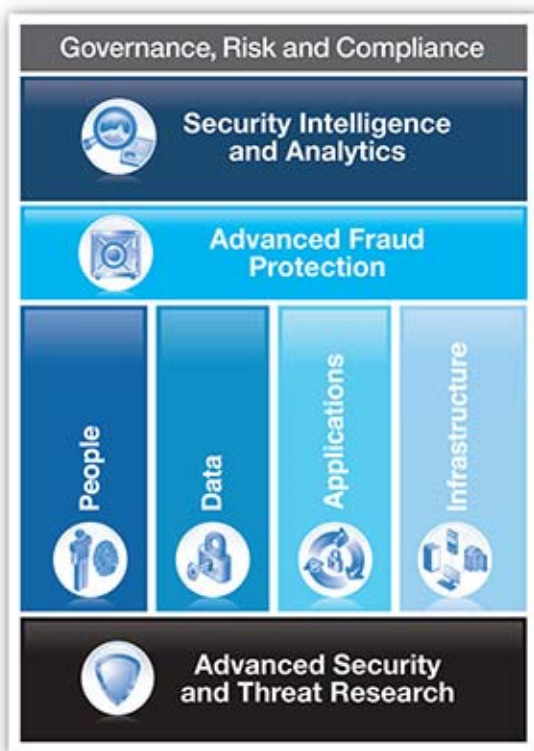 Governance, Risk and Compliance
Security Intelligence
and Analytics
Advanced Fraud
Protection
People
Data
Applications
Infrastructure
Advanced Security
and Threat Research